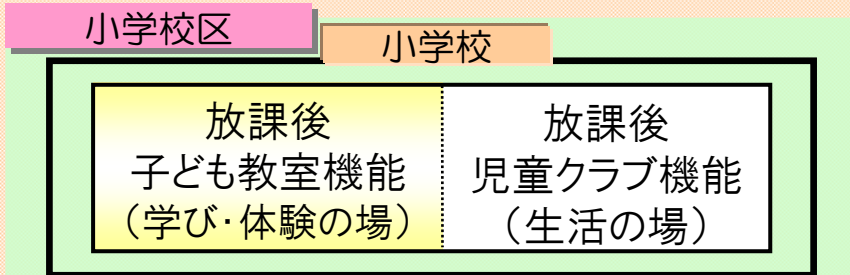 小学校区
小学校
放課後
子ども教室機能
（学び・体験の場）
放課後
児童クラブ機能
（生活の場）